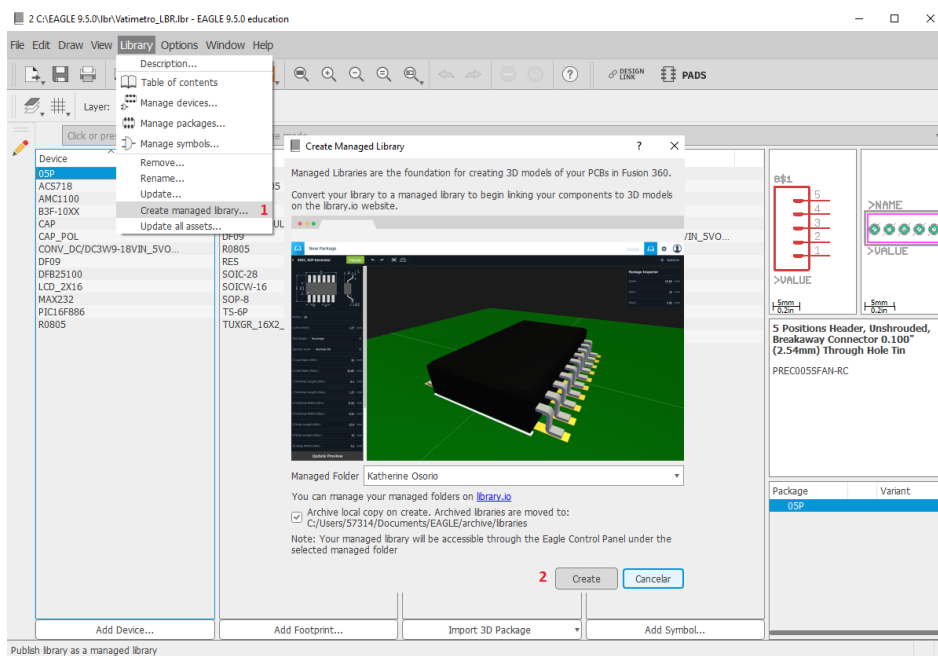 2 C:\EAGLE 9.5.0\lbr\Vatimetro_LBR.lbr - EAGLE 9.5.0 education
File Edit Draw View Library Options Window Help
DESIGN LINK
PADS
Layer:
Click or pre
Description...
Table of contents
Manage devices...
Manage packages...
Manage symbols...
Remove...
Rename...
Update...
Create managed library... 1
Update all assets...
Device
05P
ACS718
AMC1100
B3F-10XX
CAP
CAP_POL
CONV_DC/DC3W9-18VIN_5VO...
DF09
DFB25100
LCD_2X16
MAX232
PIC16F886
R0805
DF09
R0805
RES
SOIC-28
SOICW-16
SOP-8
TS-6P
TUXGR_16X2_
/IN_5VO...
Create Managed Library
Managed Libraries are the foundation for creating 3D models of your PCBs in Fusion 360.
Convert your library to a managed library to begin linking your components to 3D models
on the library.io website.
New Package
Update Preview
Managed Folder Katherine Osorio
You can manage your managed folders on library.io
Archive local copy on create. Archived libraries are moved to:
C:/Users/57314/Documents/EAGLE/archive/libraries
Note: Your managed library will be accessible through the Eagle Control Panel under the
selected managed folder
2 Create Cancelar
B$1
5
4
3
2
1
>VALUE
5mm
0.2in
>NAME
>VALUE
5mm
0.2in
5 Positions Header, Unshrouded,
Breakaway Connector 0.100"
(2.54mm) Through Hole Tin
PREC005SFAN-RC
Package Variant
05P
Add Device...
Add Footprint...
Import 3D Package
Add Symbol...
Publish library as a managed library